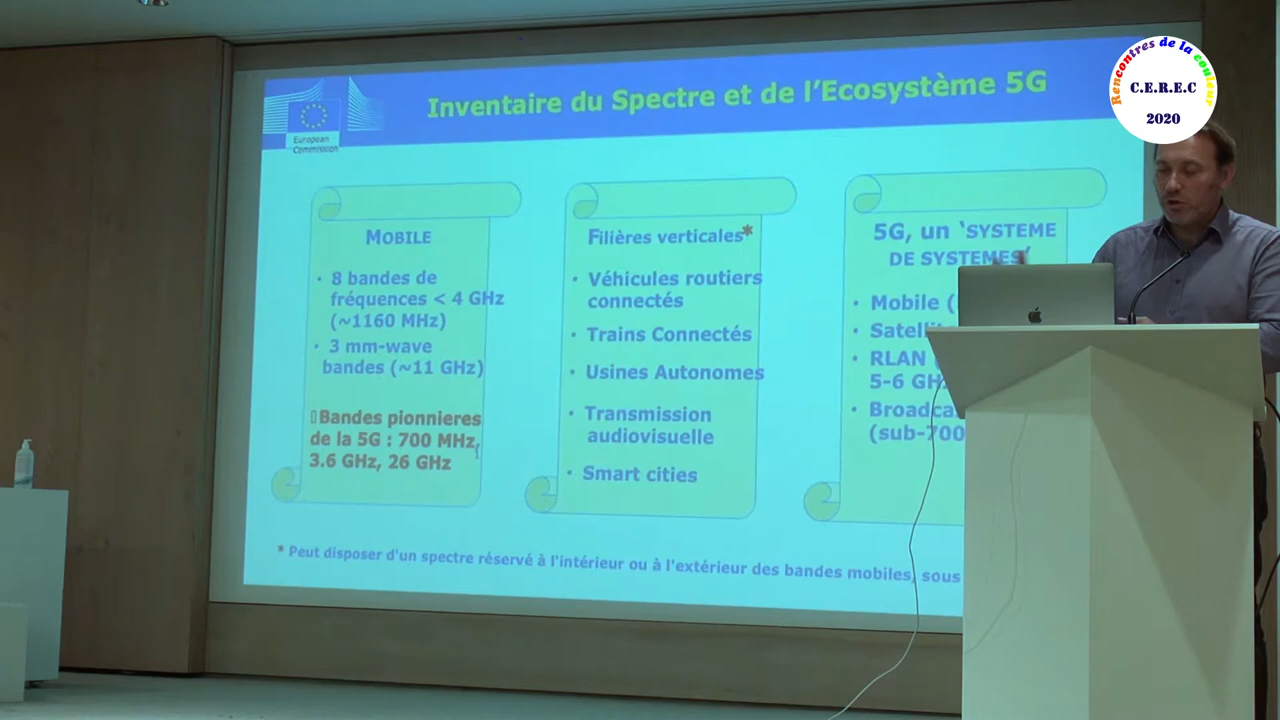 Rencontres de la couleur
C.E.R.E.C
2020
Inventaire du Spectre et de l'Ecosystème 5G
European
Commission
MOBILE
• 8 bandes de
fréquences < 4 GHz
(~1160 MHz)
• 3 mm-wave
bandes (~11 GHz)
Bandes pionnieres
de la 5G : 700 MHz,
3.6 GHz, 26 GHz
Filières verticales*
• Véhicules routiers
connectés
• Trains Connectés
• Usines Autonomes
• Transmission
audiovisuelle
• Smart cities
5G, un ‘SYSTEME
DE SYSTEMES’
• Mobile (
• Satell
• RLAN
5-6 GH
• Broadca
(sub-700
* Peut disposer d'un spectre réservé à l'intérieur ou à l'extérieur des bandes mobiles, sous